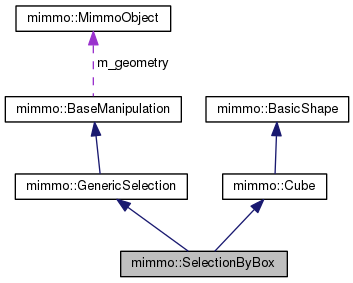 mimmo::MimmoObject
m_geometry
mimmo::BaseManipulation
mimmo::BasicShape
mimmo::GenericSelection
mimmo::Cube
mimmo::SelectionByBox